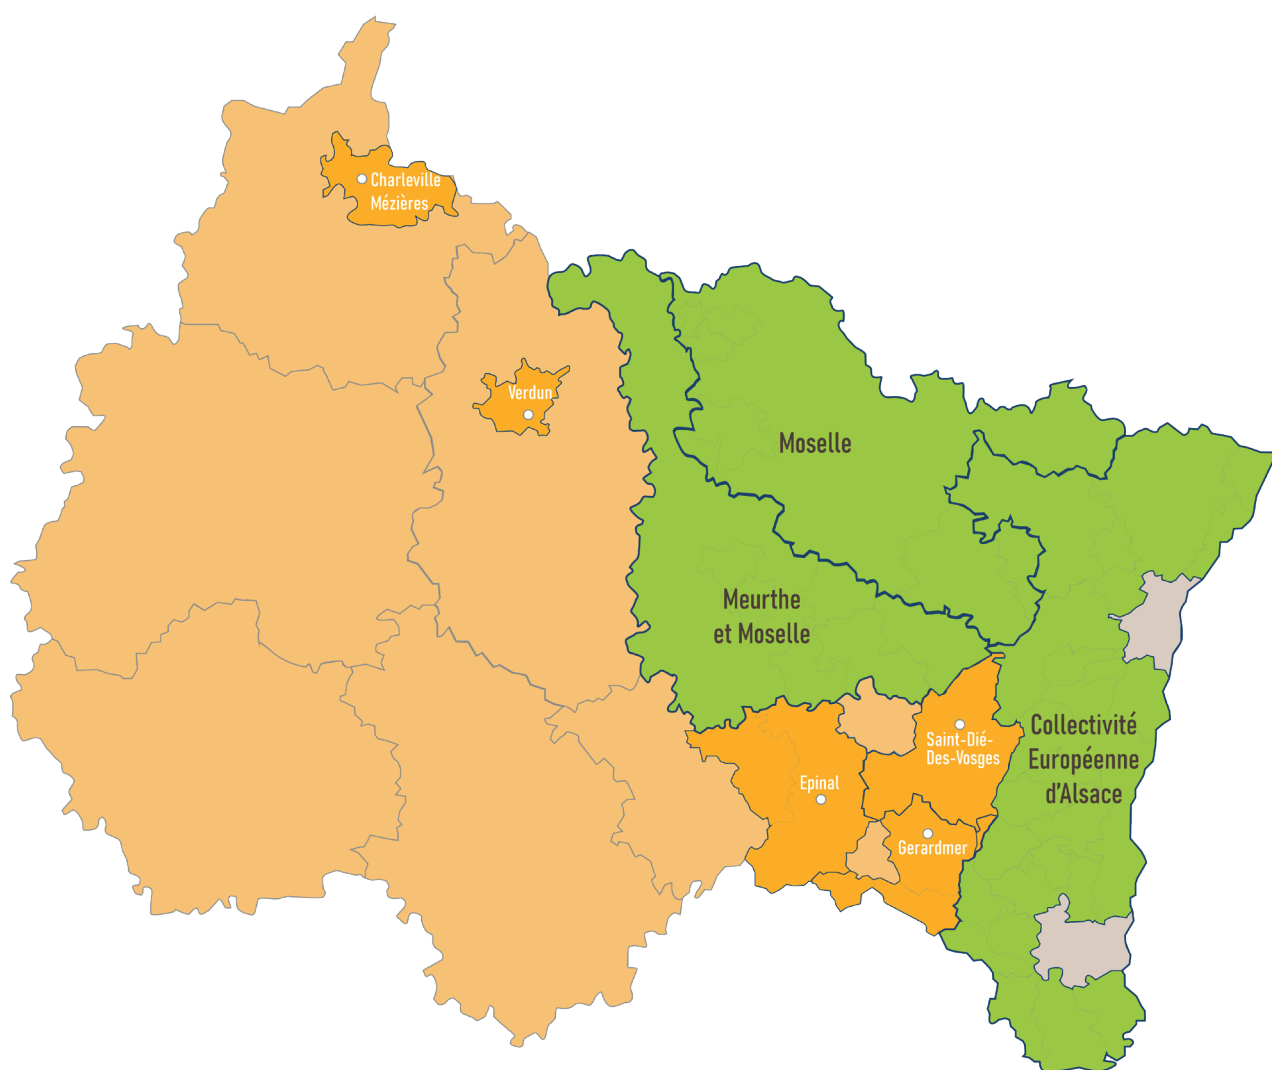 Charleville
Mézières
Verdun
Moselle
Meurthe
et Moselle
Saint-Dié-
Des-Vosges
Collectivité
Européenne
d'Alsace
Epinal
Gerardmer